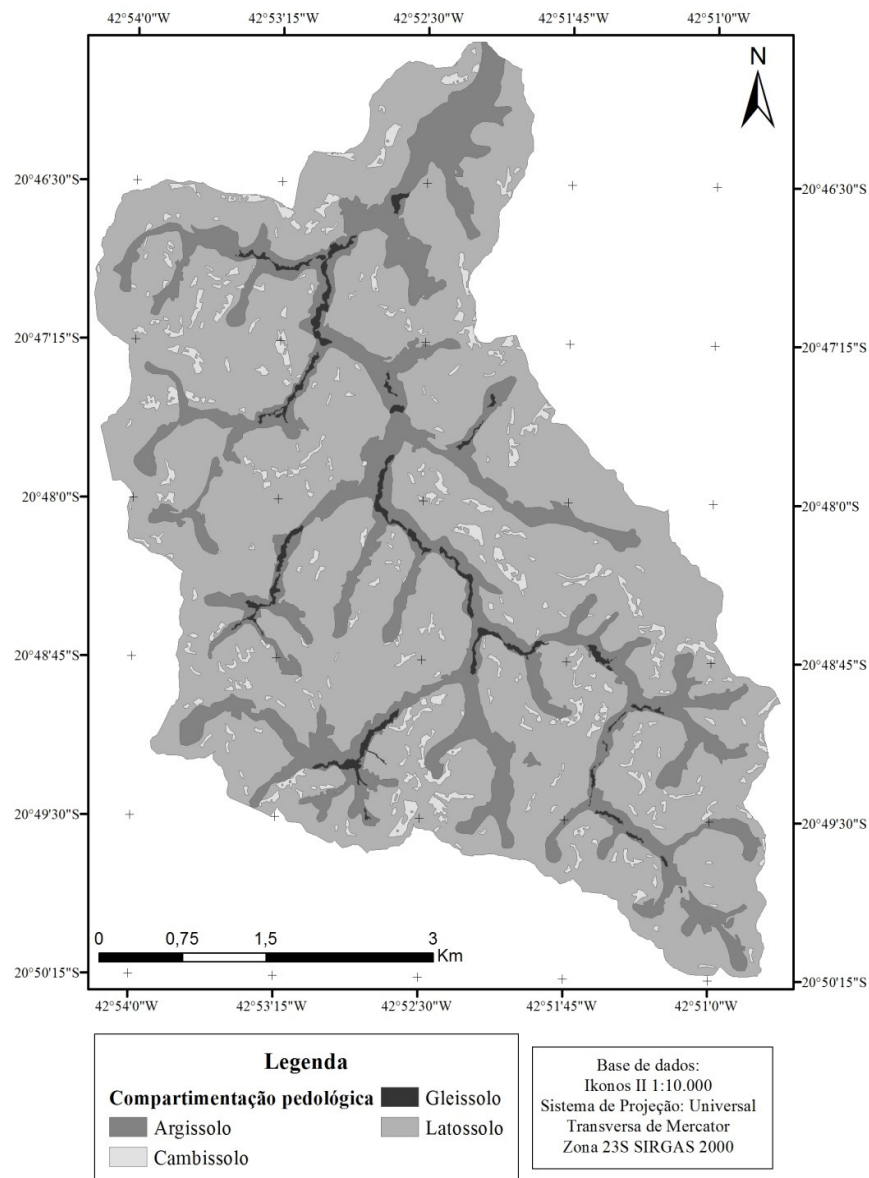 42°54'0"W 42°53'15"W 42°52'30"W 42°51'45"W 42°51'0"W
N
20°46'30"S 20°46'30"S
20°47'15"S 20°47'15"S
20°48'0"S 20°48'0"S
20°48'45"S 20°48'45"S
20°49'30"S 20°49'30"S
0 0,75 1,5 3
Km
20°50'15"S 20°50'15"S
42°54'0"W 42°53'15"W 42°52'30"W 42°51'45"W 42°51'0"W
Legenda
Compartimentação pedológica
Argissolo
Cambissolo
Gleissolo
Latossolo
Base de dados:
Ikonos II 1:10.000
Sistema de Projeção: Universal
Transversa de Mercator
Zona 23S SIRGAS 2000